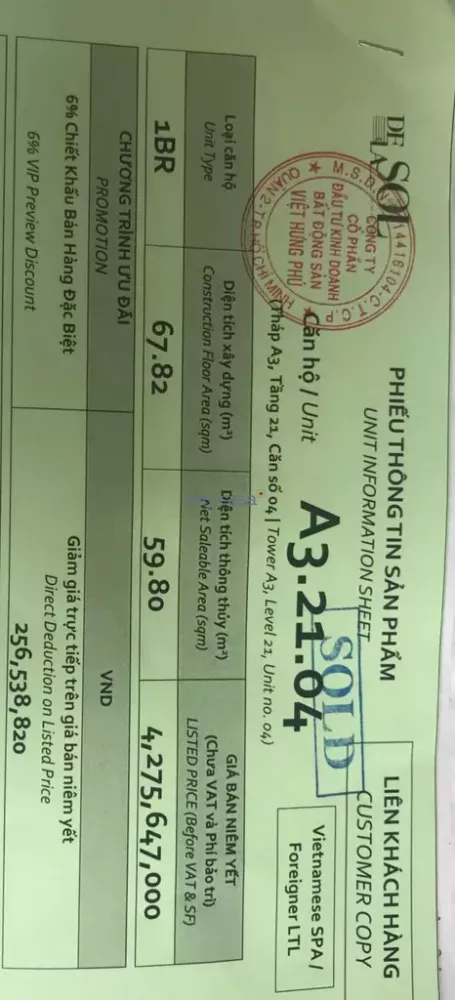 DE
LA
SOL
PHIẾU THÔNG TIN SẢN PHẨM
UNIT INFORMATION SHEET
LIÊN KHÁCH HÀNG
CUSTOMER COPY
CÔNG TY
CỔ PHẦN
ĐẦU TƯ KINH DOANH
BẤT ĐỘNG SẢN
VIỆT HƯNG PHÚ
QUẬN 2 - T.P HỒ CHÍ MINH
Căn hộ / Unit
A3.21.04
SOLD
Vietnamese SPA /
Foreigner LTL
(Tháp A3, Tầng 21, Căn số 04 | Tower A3, Level 21, Unit no. 04)
Loại căn hộ
Unit Type
Diện tích xây dựng (m²)
Construction Floor Area (sqm)
Diện tích thông thủy (m²)
Net Saleable Area (sqm)
GIÁ BÁN NIÊM YẾT
(Chưa VAT và Phí bảo trì)
LISTED PRICE (Before VAT & SF)
1BR
67.82
59.80
4,275,647,000
CHƯƠNG TRÌNH ƯU ĐÃI
PROMOTION
VND
6% Chiết Khấu Bán Hàng Đặc Biệt
6% VIP Preview Discount
Giảm giá trực tiếp trên giá bán niêm yết
Direct Deduction on Listed Price
256,538,820